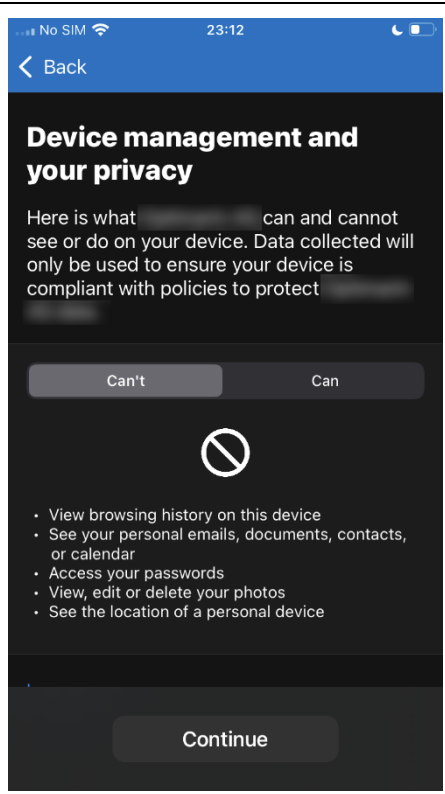 No SIM 23:12
Back
Device management and
your privacy
Here is what can and cannot
see or do on your device. Data collected will
only be used to ensure your device is
compliant with policies to protect
Can't Can
• View browsing history on this device
• See your personal emails, documents, contacts,
or calendar
• Access your passwords
• View, edit or delete your photos
• See the location of a personal device
Continue